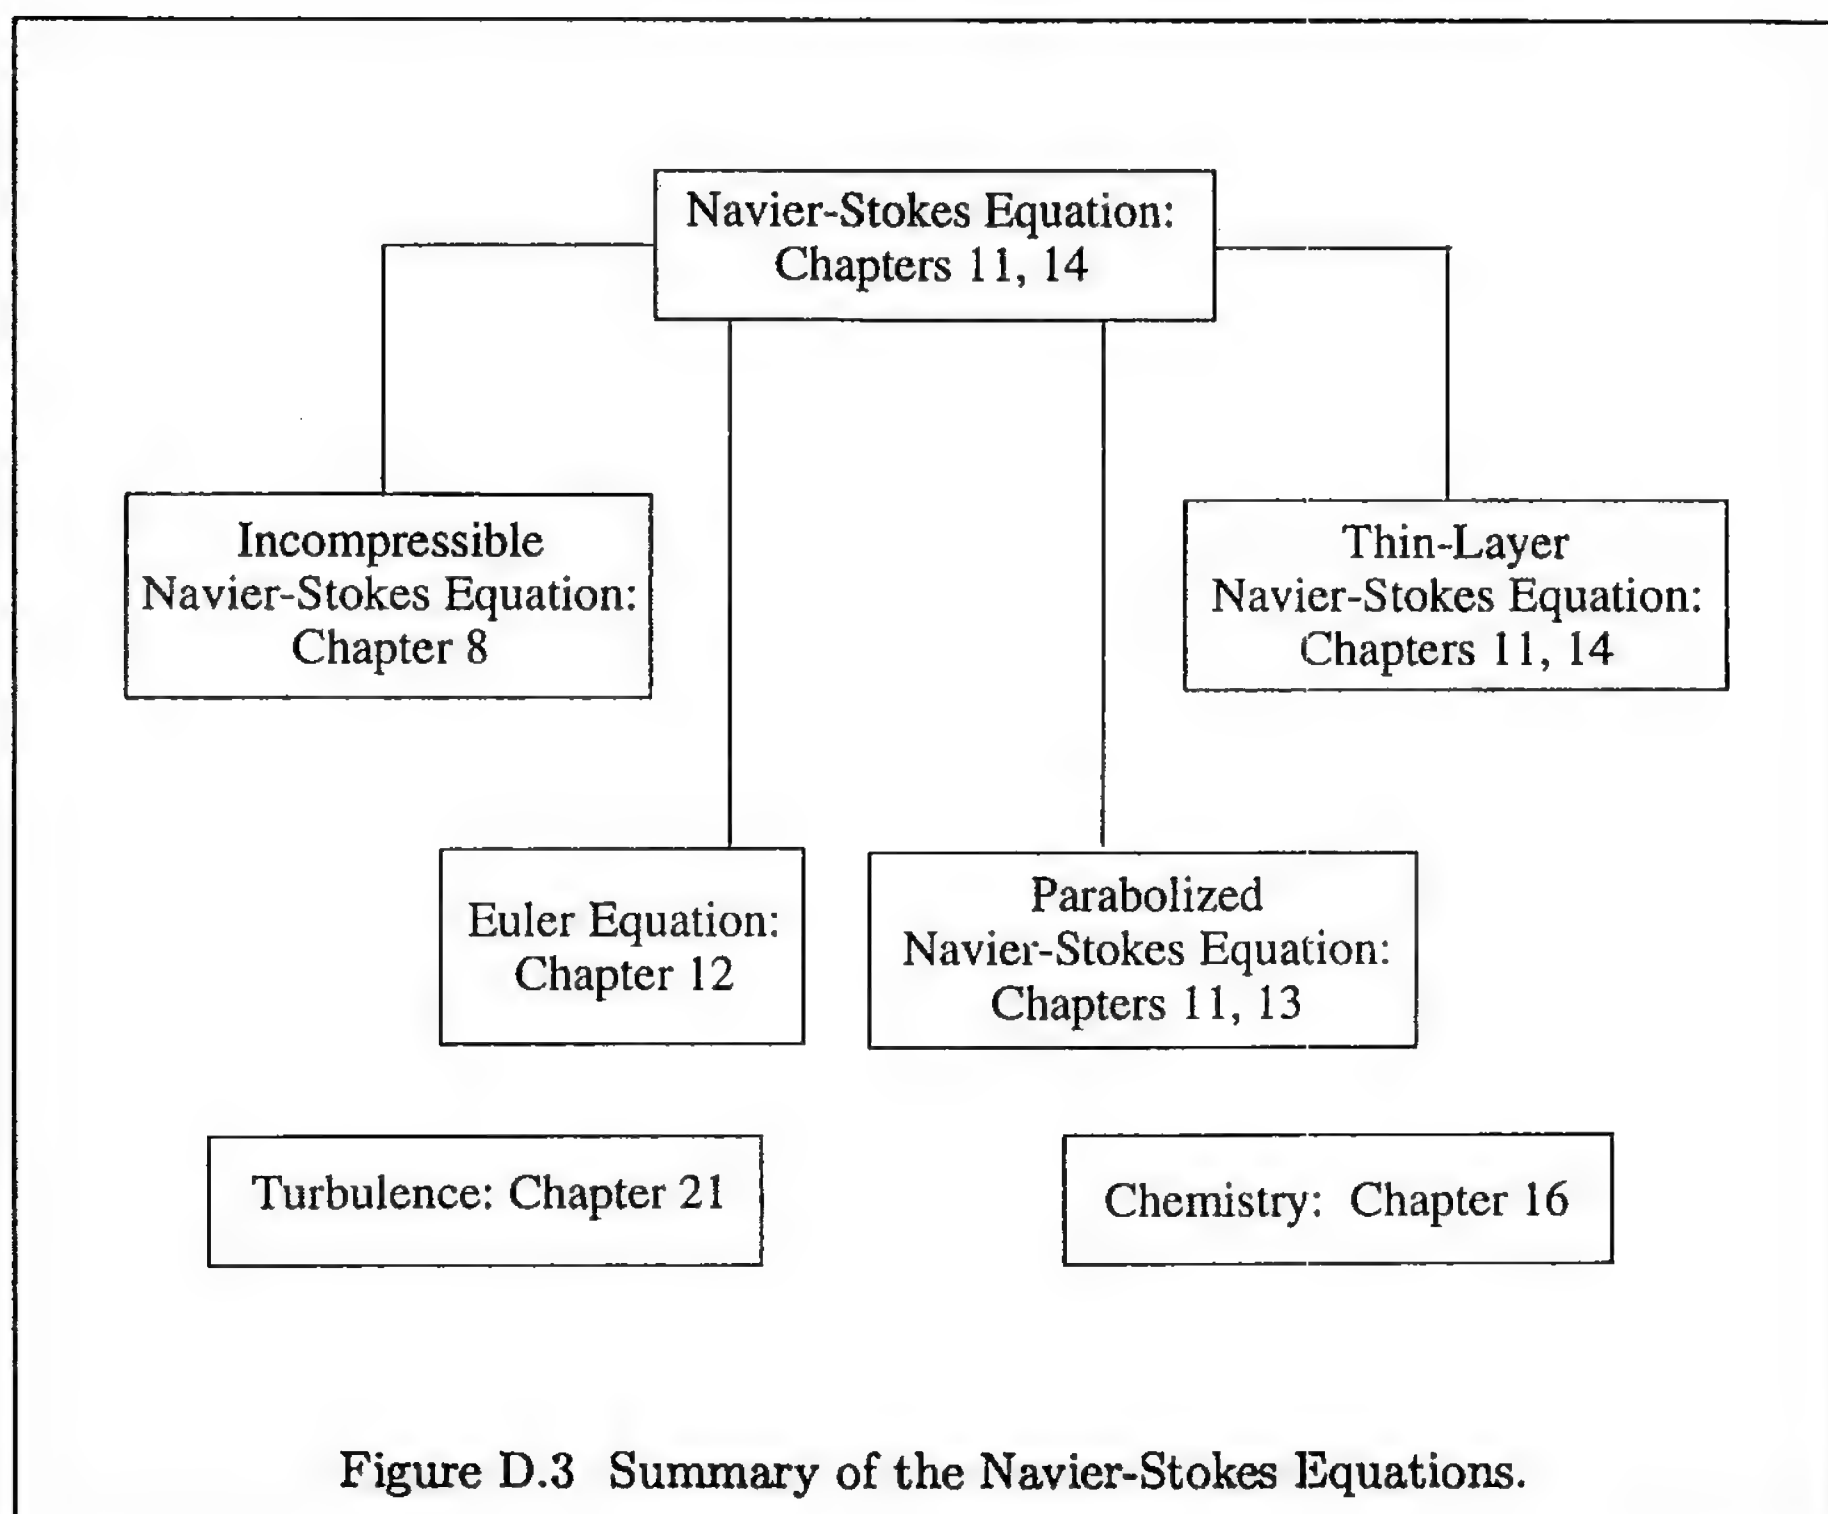 Navier-Stokes Equation:
Chapters 11, 14
Incompressible
Navier-Stokes Equation:
Chapter 8
Thin-Layer
Navier-Stokes Equation:
Chapters 11, 14
Euler Equation:
Chapter 12
Parabolized
Navier-Stokes Equation:
Chapters 11, 13
Turbulence: Chapter 21
Chemistry: Chapter 16
Figure D.3 Summary of the Navier-Stokes Equations.